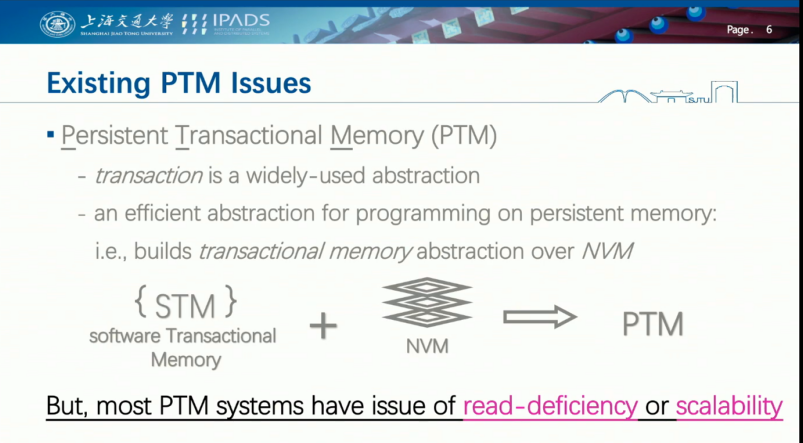 上海交通大学 IPADS
SHANGHAI JIAO TONG UNIVERSITY
Page. 6
Existing PTM Issues
SJTU
▪ Persistent Transactional Memory (PTM)
- transaction is a widely-used abstraction
- an efficient abstraction for programming on persistent memory:
i.e., builds transactional memory abstraction over NVM
{ STM } + NVM ⇒ PTM
software Transactional
Memory
But, most PTM systems have issue of read-deficiency or scalability